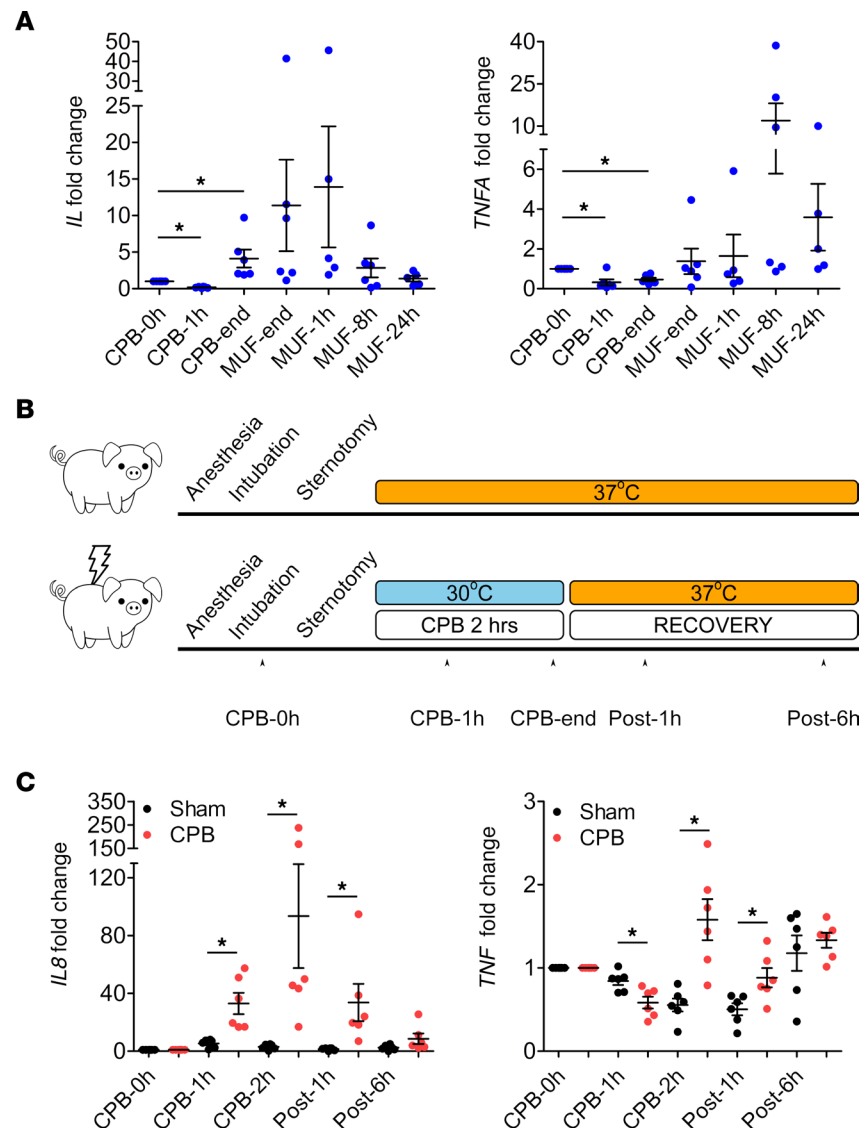 A
IL fold change
50
40
30
25
20
15
10
5
0
*
*
CPB-0h
CPB-1h
CPB-end
MUF-end
MUF-1h
MUF-8h
MUF-24h
TNFA fold change
40
25
10
6
4
2
0
*
*
CPB-0h
CPB-1h
CPB-end
MUF-end
MUF-1h
MUF-8h
MUF-24h
B
Anesthesia
Intubation
Sternotomy
37°C
Anesthesia
Intubation
Sternotomy
30°C
37°C
CPB 2 hrs
RECOVERY
CPB-0h
CPB-1h
CPB-end
Post-1h
Post-6h
C
IL8 fold change
350
250
150
120
80
40
0
Sham
CPB
*
*
*
CPB-0h
CPB-1h
CPB-2h
Post-1h
Post-6h
TNF fold change
3
2
1
0
Sham
CPB
*
*
*
CPB-0h
CPB-1h
CPB-2h
Post-1h
Post-6h